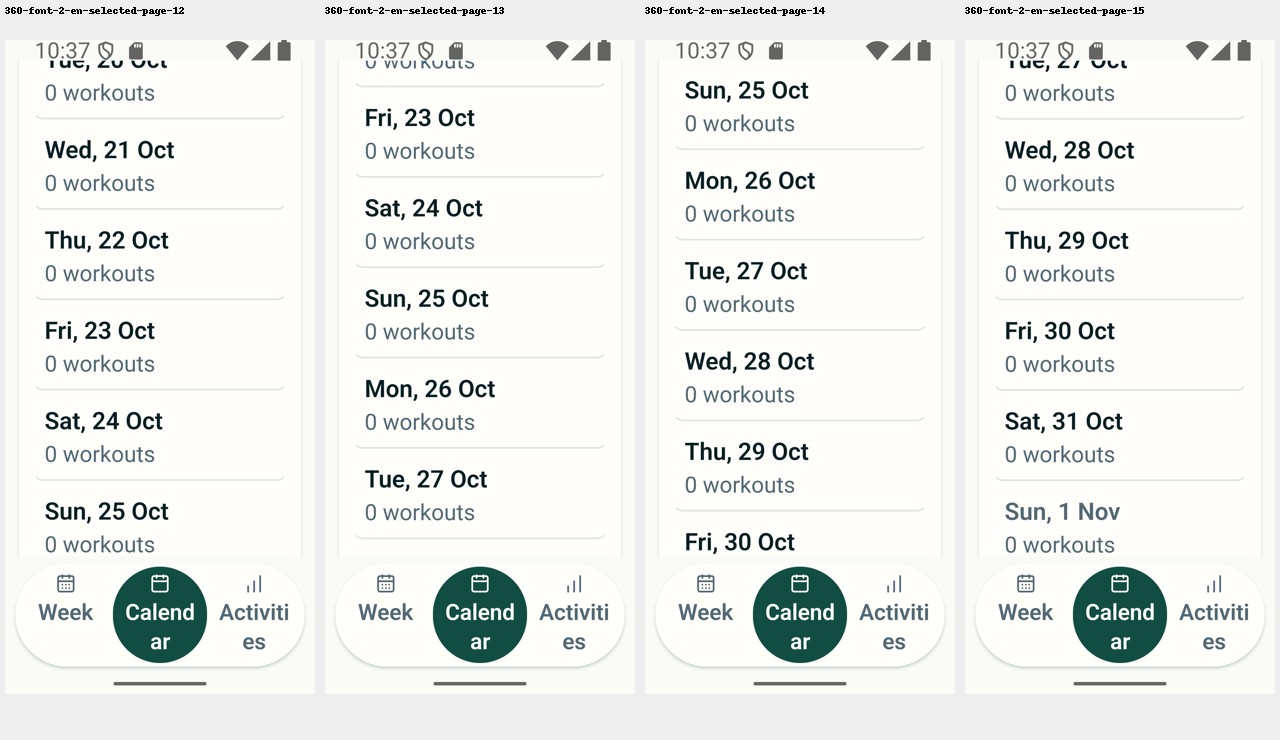 360-font-2-en-selected-page-12
10:37
Tue, 20 Oct
0 workouts
Wed, 21 Oct
0 workouts
Thu, 22 Oct
0 workouts
Fri, 23 Oct
0 workouts
Sat, 24 Oct
0 workouts
Sun, 25 Oct
0 workouts
Week
Calend
ar
Activiti
es
360-font-2-en-selected-page-13
10:37
0 workouts
Fri, 23 Oct
0 workouts
Sat, 24 Oct
0 workouts
Sun, 25 Oct
0 workouts
Mon, 26 Oct
0 workouts
Tue, 27 Oct
0 workouts
Week
Calend
ar
Activiti
es
360-font-2-en-selected-page-14
10:37
Sun, 25 Oct
0 workouts
Mon, 26 Oct
0 workouts
Tue, 27 Oct
0 workouts
Wed, 28 Oct
0 workouts
Thu, 29 Oct
0 workouts
Fri, 30 Oct
Week
Calend
ar
Activiti
es
360-font-2-en-selected-page-15
10:37
Tue, 27 Oct
0 workouts
Wed, 28 Oct
0 workouts
Thu, 29 Oct
0 workouts
Fri, 30 Oct
0 workouts
Sat, 31 Oct
0 workouts
Sun, 1 Nov
0 workouts
Week
Calend
ar
Activiti
es